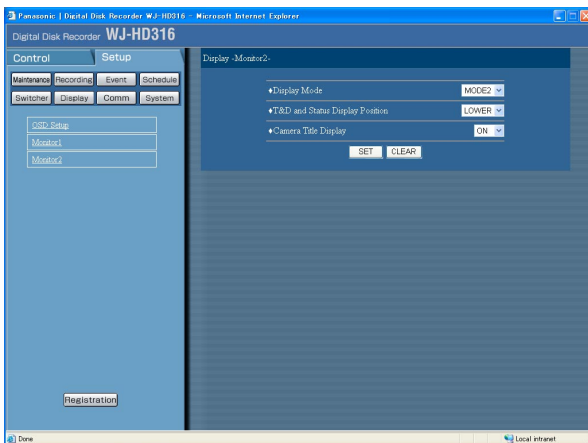 Panasonic | Digital Disk Recorder WJ-HD316 - Microsoft Internet Explorer
Digital Disk Recorder WJ-HD316
Control Setup
Maintenance Recording Event Schedule
Switcher Display Comm System
OSD Setup
Monitor1
Monitor2
Registration
Display -Monitor2-
♦Display Mode MODE2
♦T&D and Status Display Position LOWER
♦Camera Title Display ON
SET CLEAR
Done Local intranet